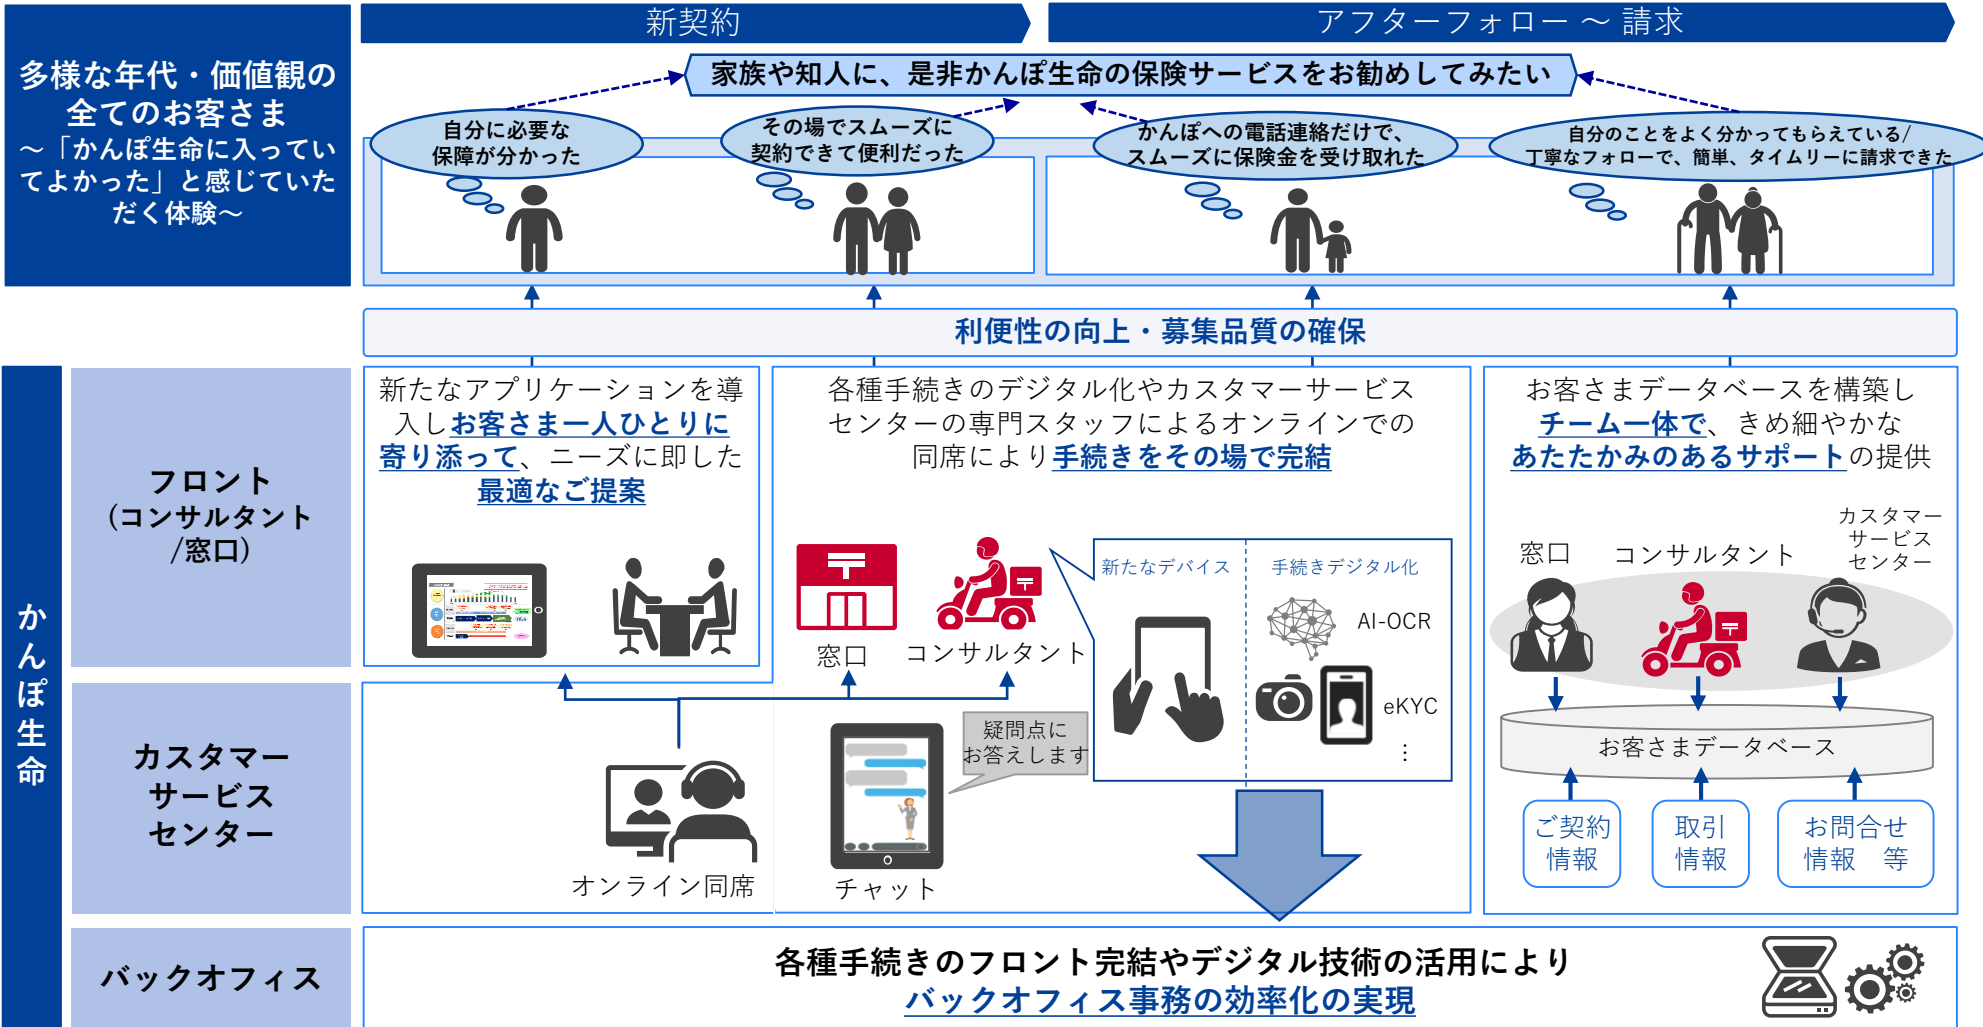 新契約
アフターフォロー ～ 請求
多様な年代・価値観の
全てのお客さま
～「かんぽ生命に入ってい
てよかった」と感じていた
だく体験～
家族や知人に、是非かんぽ生命の保険サービスをお勧めしてみたい
自分に必要な
保障が分かった
その場でスムーズに
契約できて便利だった
かんぽへの電話連絡だけで、
スムーズに保険金を受け取れた
自分のことをよく分かってもらえている/
丁寧なフォローで、簡単、タイムリーに請求できた
利便性の向上・募集品質の確保
かんぽ生命
フロント
(コンサルタント
/窓口)
新たなアプリケーションを導
入しお客さま一人ひとりに
寄り添って、ニーズに即した
最適なご提案
各種手続きのデジタル化やカスタマーサービス
センターの専門スタッフによるオンラインでの
同席により手続きをその場で完結
窓口
コンサルタント
新たなデバイス
手続きデジタル化
AI-OCR
eKYC
⋮
お客さまデータベースを構築し
チーム一体で、きめ細やかな
あたたかみのあるサポートの提供
窓口
コンサルタント
カスタマー
サービス
センター
お客さまデータベース
ご契約
情報
取引
情報
お問合せ
情報　等
カスタマー
サービス
センター
オンライン同席
チャット
疑問点に
お答えします
バックオフィス
各種手続きのフロント完結やデジタル技術の活用により
バックオフィス事務の効率化の実現